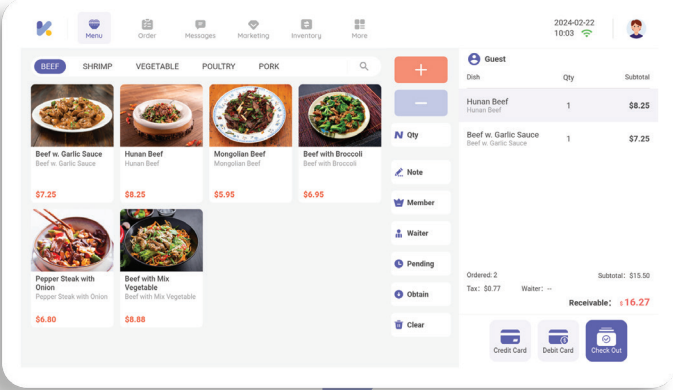 Menu
Order
Messages
Marketing
Inventory
More
2024-02-22
10:03
BEEF SHRIMP VEGETABLE POULTRY PORK
Beef w. Garlic Sauce
Beef w. Garlic Sauce
$7.25
Hunan Beef
Hunan Beef
$8.25
Mongolian Beef
Mongolian Beef
$5.95
Beef with Broccoli
Beef with Broccoli
$6.95
Pepper Steak with
Onion
Pepper Steak with Onion
$6.80
Beef with Mix
Vegetable
Beef with Mix Vegetable
$8.88
+
−
N Qty
Note
Member
Waiter
Pending
Obtain
Clear
Guest
Dish Qty Subtotal
Hunan Beef 1 $8.25
Hunan Beef
Beef w. Garlic Sauce 1 $7.25
Beef w. Garlic Sauce
Ordered: 2 Subtotal: $15.50
Tax: $0.77 Waiter: --
Receivable: $16.27
Credit Card
Debit Card
Check Out